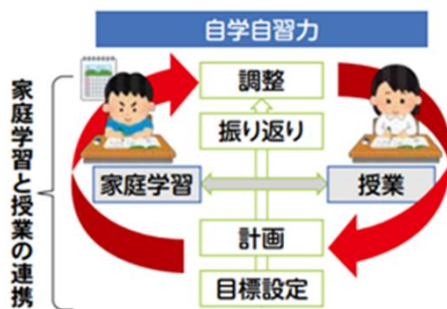 自学自習力
家庭学習と授業の連携
調整
振り返り
家庭学習
授業
計画
目標設定